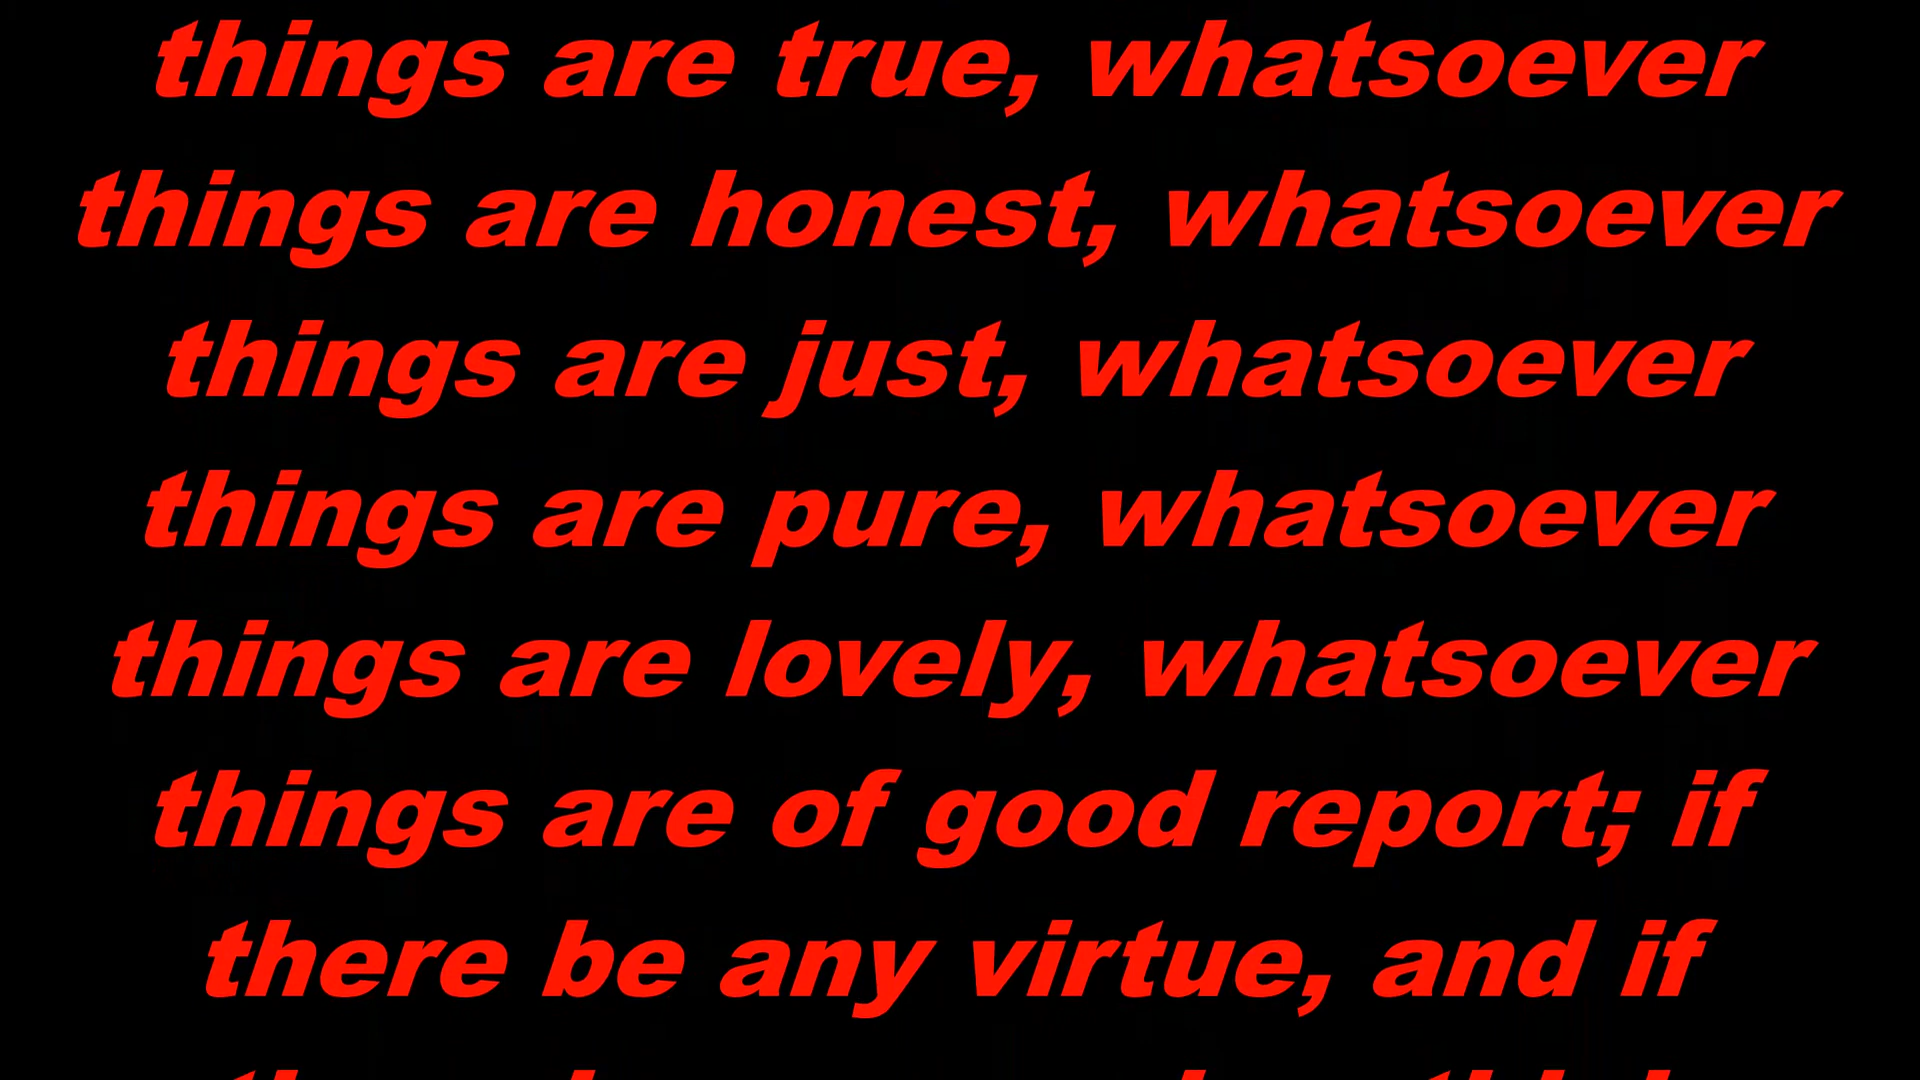 things are true, whatsoever
things are honest, whatsoever
things are just, whatsoever
things are pure, whatsoever
things are lovely, whatsoever
things are of good report; if
there be any virtue, and if